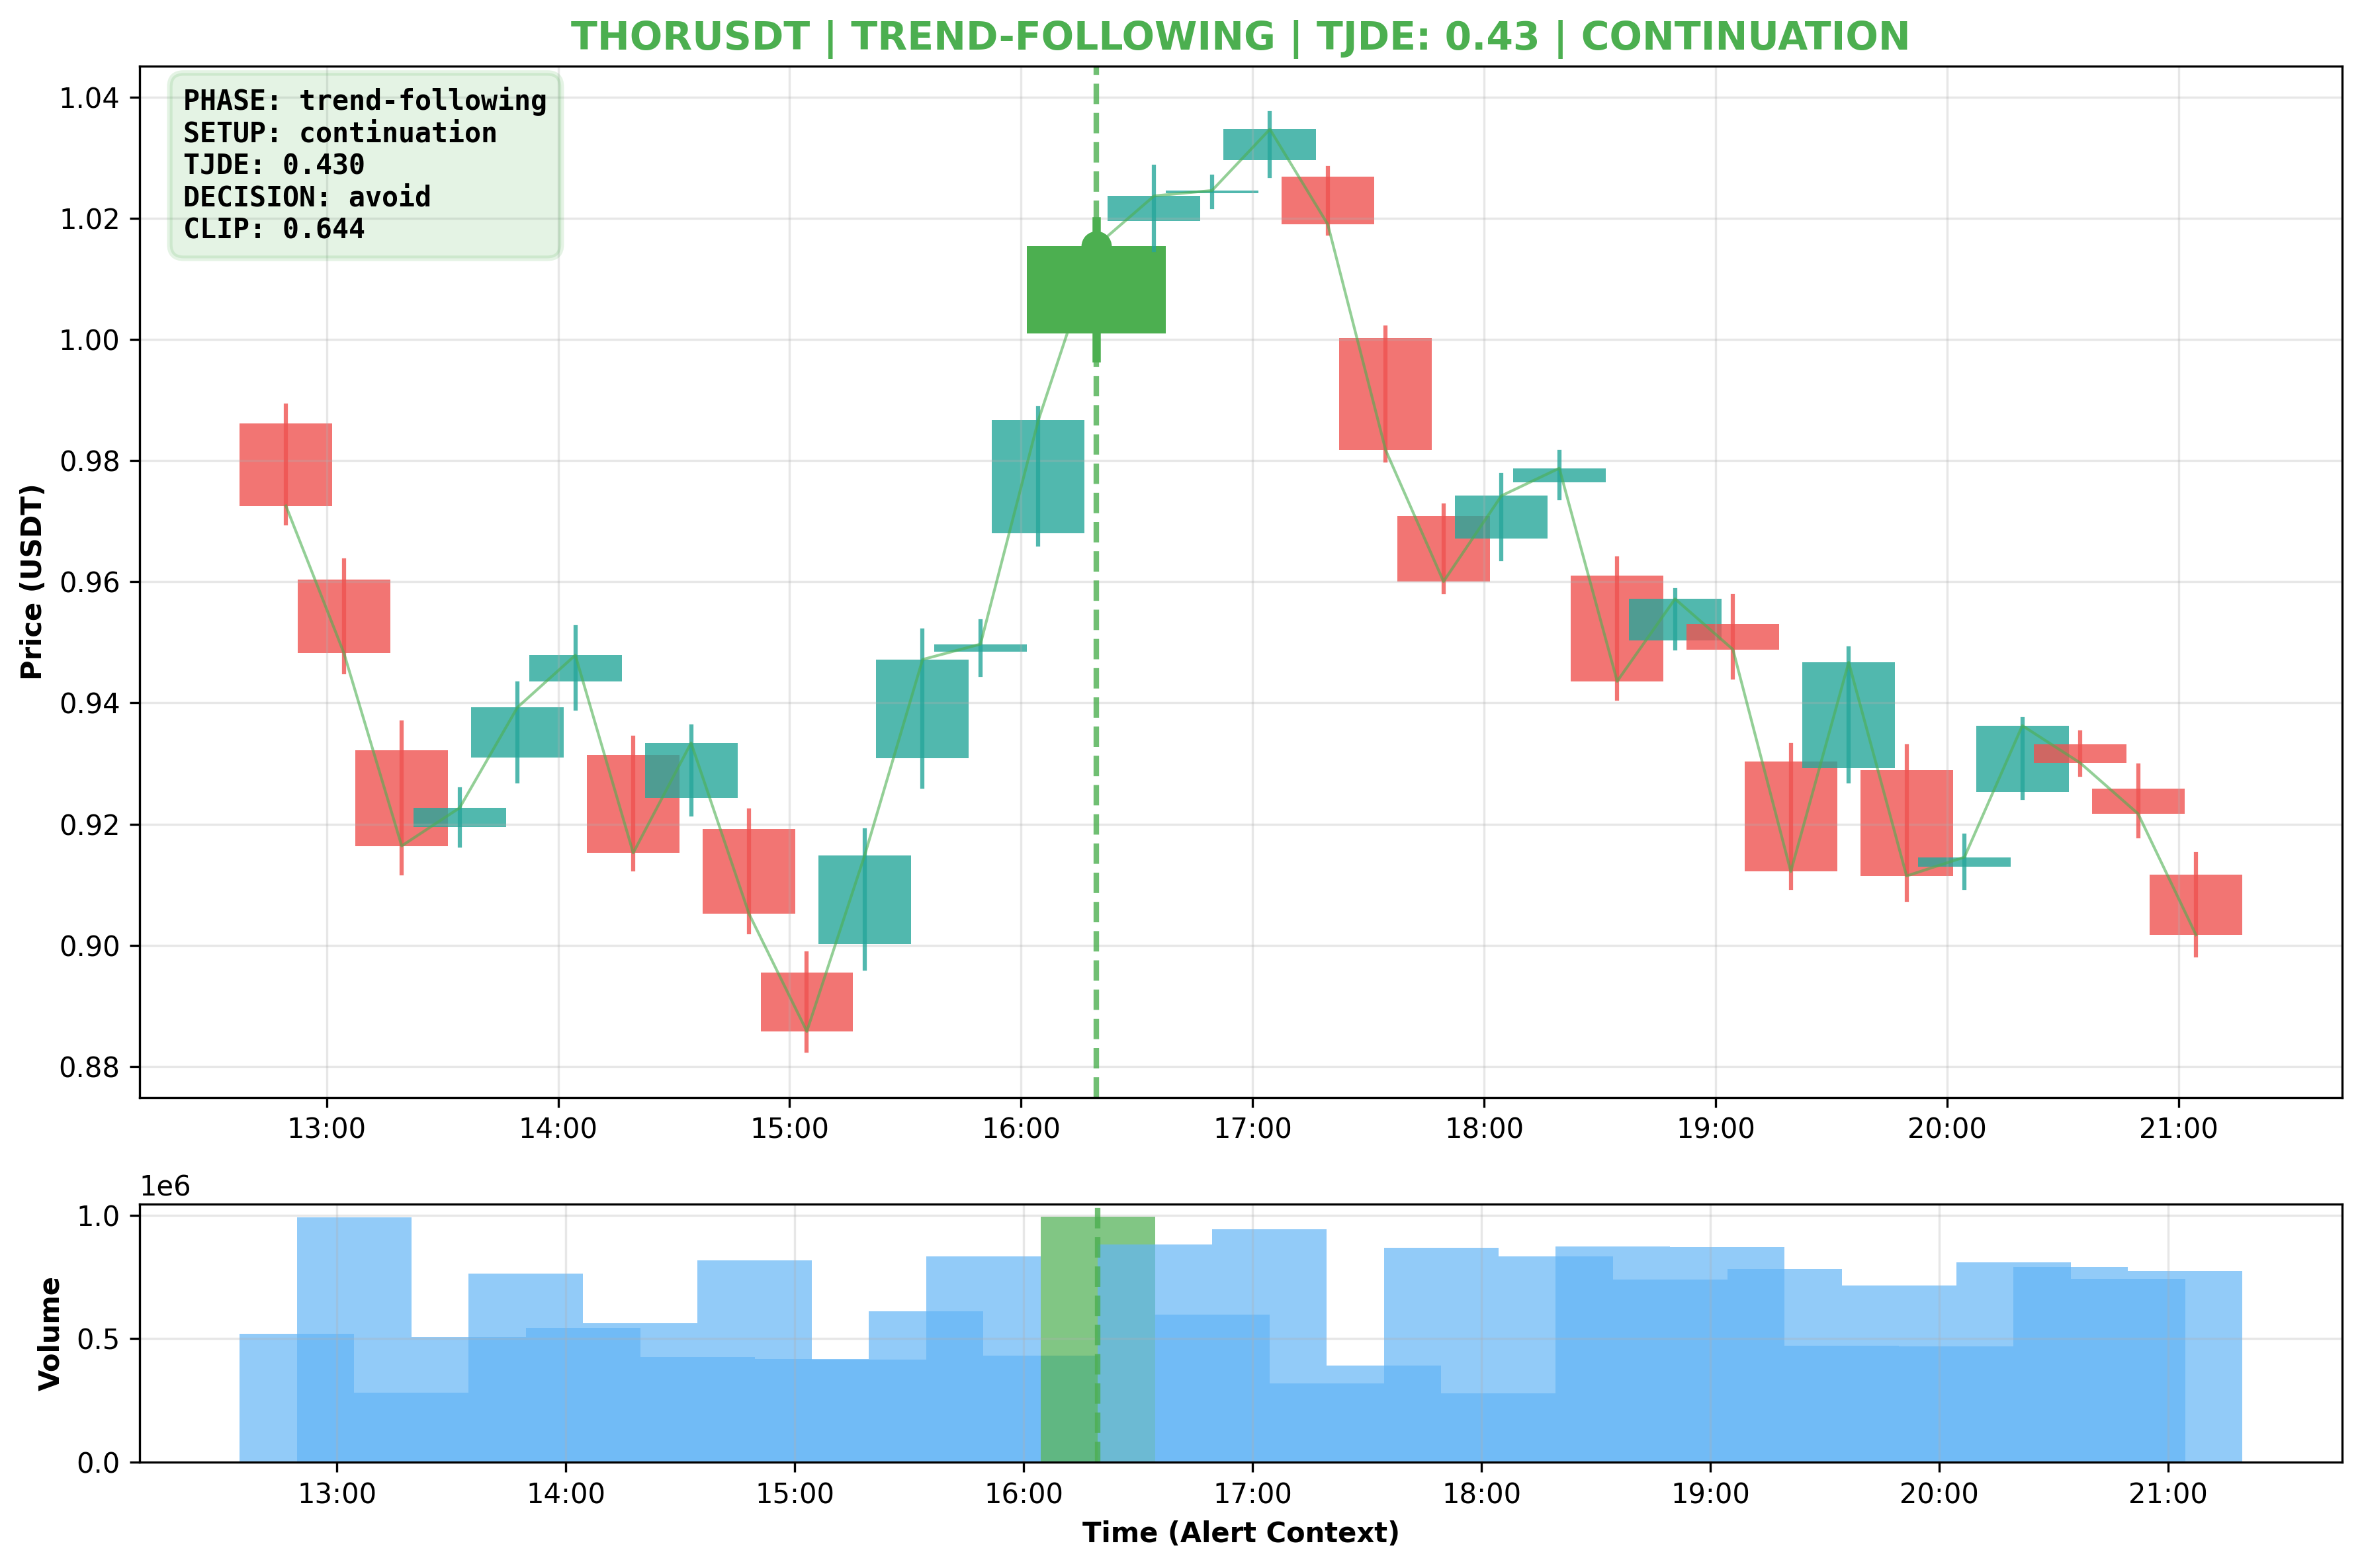 THORUSDT | TREND-FOLLOWING | TJDE: 0.43 | CONTINUATION
PHASE: trend-following
SETUP: continuation
TJDE: 0.430
DECISION: avoid
CLIP: 0.644
Price (USDT)
1.04
1.02
1.00
0.98
0.96
0.94
0.92
0.90
0.88
13:00 14:00 15:00 16:00 17:00 18:00 19:00 20:00 21:00
1e6
Volume
1.0
0.5
0.0
13:00 14:00 15:00 16:00 17:00 18:00 19:00 20:00 21:00
Time (Alert Context)